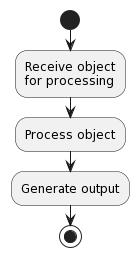 Receive object
for processing
Process object
Generate output